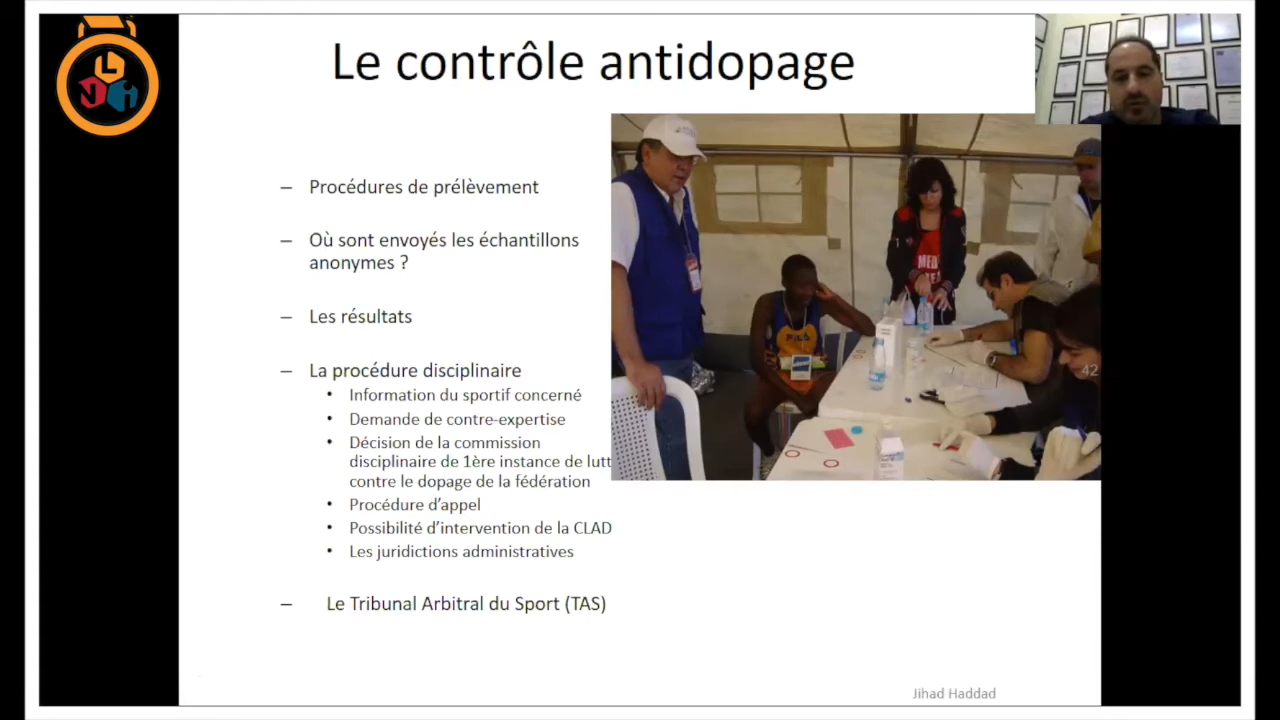 Le contrôle antidopage
– Procédures de prélèvement
– Où sont envoyés les échantillons
anonymes ?
– Les résultats
– La procédure disciplinaire
• Information du sportif concerné
• Demande de contre-expertise
• Décision de la commission
disciplinaire de 1ère instance de lutt
contre le dopage de la fédération
• Procédure d’appel
• Possibilité d’intervention de la CLAD
• Les juridictions administratives
– Le Tribunal Arbitral du Sport (TAS)
42
Jihad Haddad
L
J
i
FILA